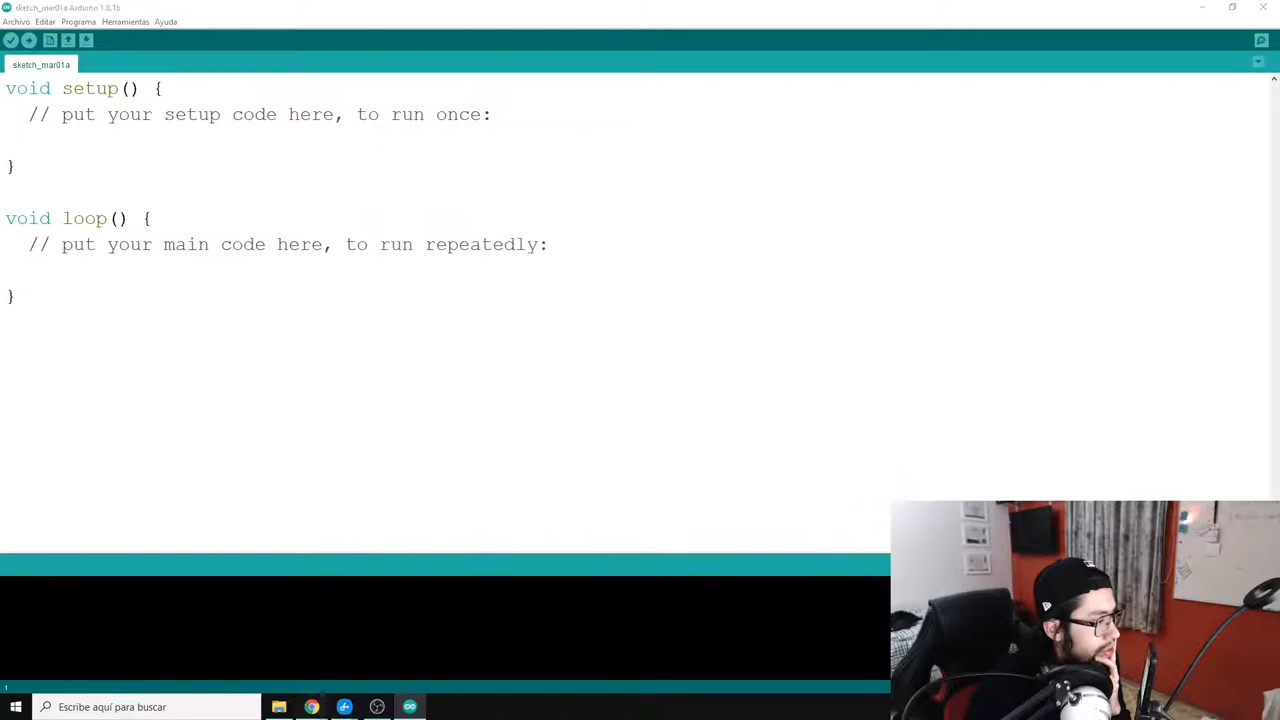 sketch_mar01a Arduino 1.8.16
Archivo Editar Programa Herramientas Ayuda
sketch_mar01a
void setup() {
// put your setup code here, to run once:
}
void loop() {
// put your main code here, to run repeatedly:
}
1
Escribe aquí para buscar